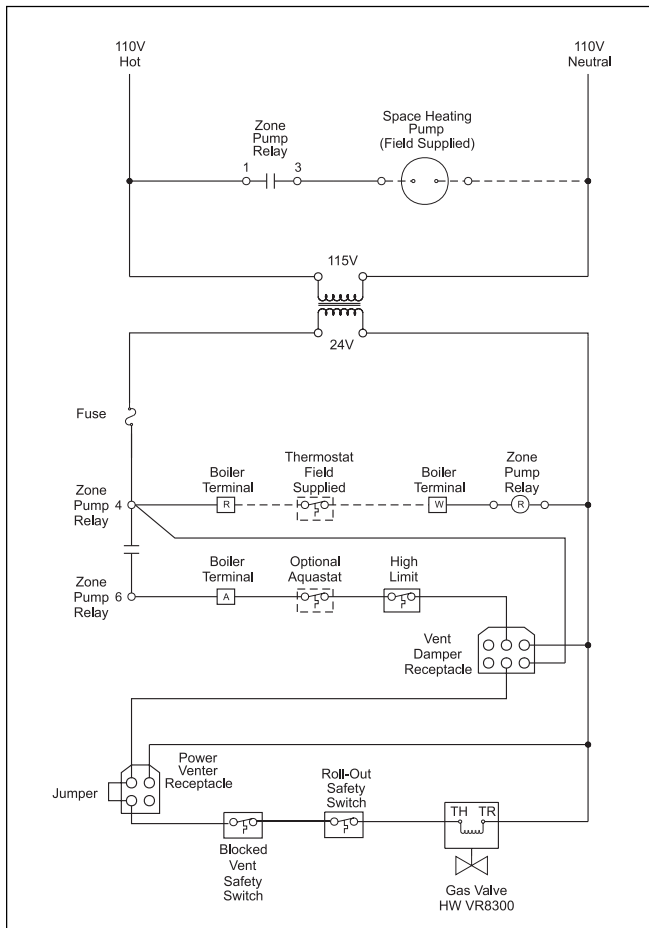 110V
Hot
110V
Neutral
Zone
Pump
Relay
1
3
Space Heating
Pump
(Field Supplied)
115V
24V
Fuse
Zone
Pump 4
Relay
Boiler
Terminal
R
Thermostat
Field
Supplied
Boiler
Terminal
W
Zone
Pump
Relay
R
Zone
Pump 6
Relay
Boiler
Terminal
A
Optional
Aquastat
High
Limit
Vent
Damper
Receptacle
Power
Venter
Receptacle
Jumper
Blocked
Vent
Safety
Switch
Roll-Out
Safety
Switch
TH TR
Gas Valve
HW VR8300